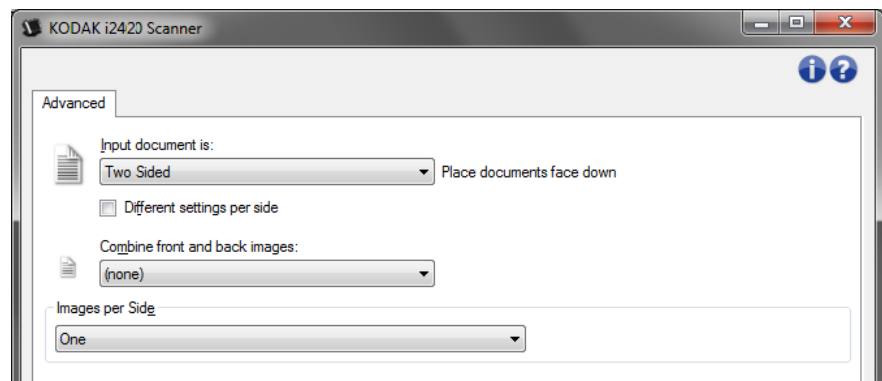 KODAK i2420 Scanner
Advanced
Input document is:
Two Sided Place documents face down
Different settings per side
Combine front and back images:
(none)
Images per Side
One